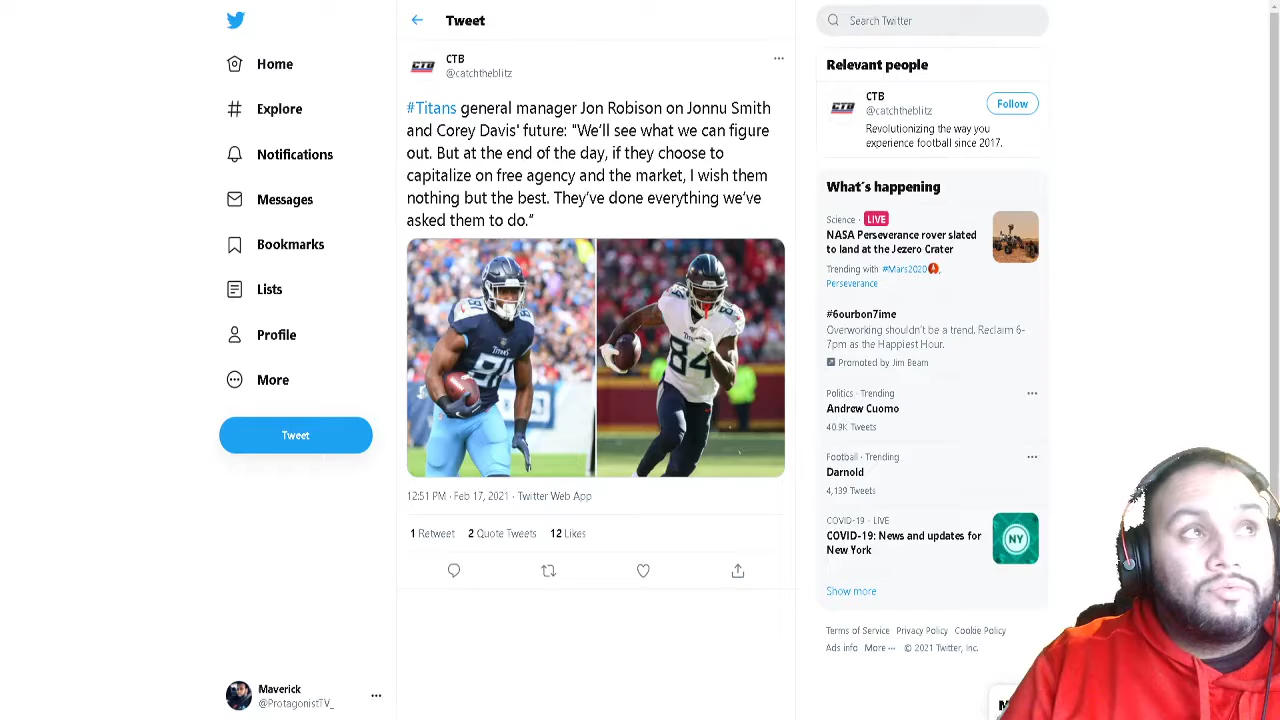 Home
Explore
Notifications
Messages
Bookmarks
Lists
Profile
More
Tweet
Maverick
@ProtagonistTV_
Tweet
CTB
CTB
@catchtheblitz
#Titans general manager Jon Robison on Jonnu Smith
and Corey Davis' future: "We'll see what we can figure
out. But at the end of the day, if they choose to
capitalize on free agency and the market, I wish them
nothing but the best. They've done everything we've
asked them to do."
81
TITANS
81
84
TITANS
84
12:51 PM · Feb 17, 2021 · Twitter Web App
1 Retweet 2 Quote Tweets 12 Likes
Search Twitter
Relevant people
CTB
CTB
@catchtheblitz
Follow
Revolutionizing the way you
experience football since 2017.
What's happening
Science · LIVE
NASA Perseverance rover slated
to land at the Jezero Crater
Trending with #Mars2020,
Perseverance
#6ourbon7ime
Overworking shouldn't be a trend. Reclaim 6-
7pm as the Happiest Hour.
Promoted by Jim Beam
Politics · Trending
Andrew Cuomo
40.9K Tweets
Football · Trending
Darnold
4,139 Tweets
COVID-19 · LIVE
COVID-19: News and updates for
New York
NY
Show more
Terms of Service Privacy Policy Cookie Policy
Ads info More ··· © 2021 Twitter, Inc.